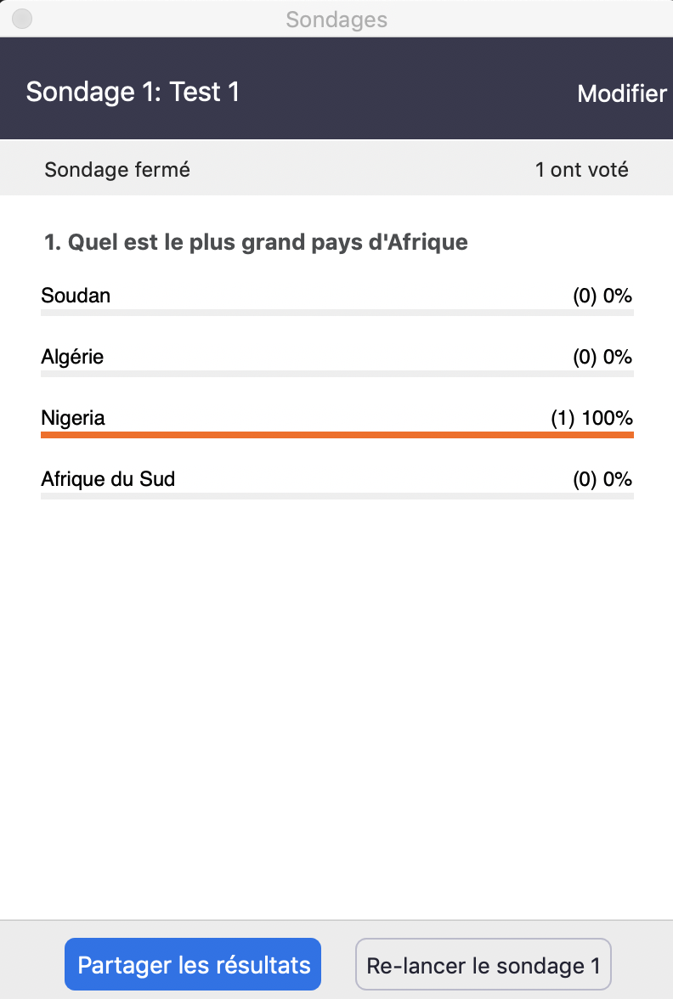 Sondages
Sondage 1: Test 1 Modifier
Sondage fermé 1 ont voté
1. Quel est le plus grand pays d'Afrique
Soudan (0) 0%
Algérie (0) 0%
Nigeria (1) 100%
Afrique du Sud (0) 0%
Partager les résultats Re-lancer le sondage 1